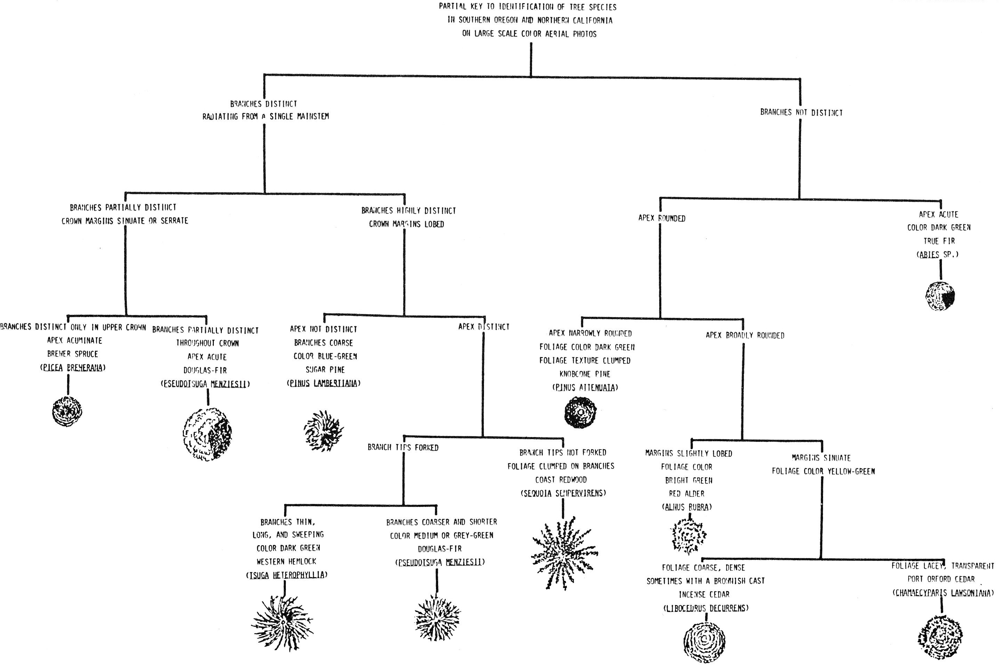 PARTIAL KEY TO IDENTIFICATION OF TREE SPECIES
IN SOUTHERN OREGON AND NORTHERN CALIFORNIA
ON LARGE SCALE COLOR AERIAL PHOTOS
BRANCHES DISTINCT
RADIATING FROM A SINGLE MAINSTEM
BRANCHES NOT DISTINCT
BRANCHES PARTIALLY DISTINCT
CROWN MARGINS SINUATE OR SERRATE
BRANCHES HIGHLY DISTINCT
CROWN MARGINS LOBED
APEX ROUNDED
APEX ACUTE
COLOR DARK GREEN
TRUE FIR
(ABIES SP.)
BRANCHES DISTINCT ONLY IN UPPER CROWN
APEX ACUMINATE
BREWER SPRUCE
(PICEA BREWERANA)
BRANCHES PARTIALLY DISTINCT
THROUGHOUT CROWN
APEX ACUTE
DOUGLAS-FIR
(PSEUDOTSUGA MENZIESII)
APEX NOT DISTINCT
BRANCHES COARSE
COLOR BLUE-GREEN
SUGAR PINE
(PINUS LAMBERTIANA)
APEX DISTINCT
APEX NARROWLY ROUNDED
FOLIAGE COLOR DARK GREEN
FOLIAGE TEXTURE CLUMPED
KNOBCONE PINE
(PINUS ATTENUATA)
APEX BROADLY ROUNDED
BRANCH TIPS FORKED
BRANCH TIPS NOT FORKED
FOLIAGE CLUMPED ON BRANCHES
COAST REDWOOD
(SEQUOIA SEMPERVIRENS)
MARGINS SLIGHTLY LOBED
FOLIAGE COLOR
BRIGHT GREEN
RED ALDER
(ALNUS RUBRA)
MARGINS SINUATE
FOLIAGE COLOR YELLOW-GREEN
BRANCHES THIN,
LONG, AND SWEEPING
COLOR DARK GREEN
WESTERN HEMLOCK
(TSUGA HETEROPHYLLIA)
BRANCHES COARSER AND SHORTER
COLOR MEDIUM OR GREY-GREEN
DOUGLAS-FIR
(PSEUDOTSUGA MENZIESII)
FOLIAGE COARSE, DENSE
SOMETIMES WITH A BROWNISH CAST
INCENSE CEDAR
(LIBOCEDRUS DECURRENS)
FOLIAGE LACEY, TRANSPARENT
PORT ORFORD CEDAR
(CHAMAECYPARIS LAWSONIANA)